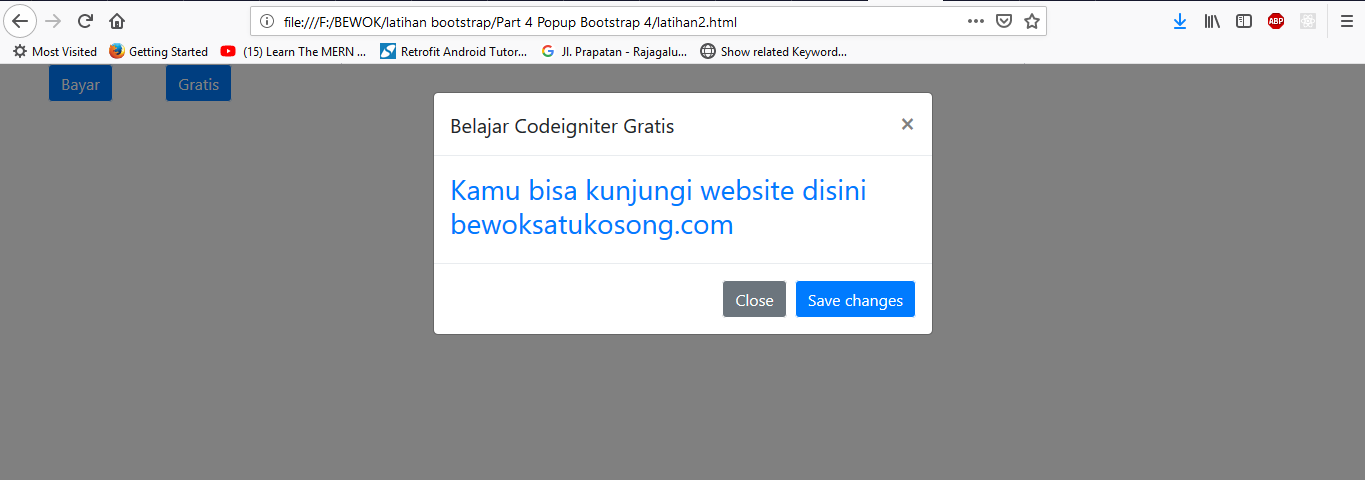 file:///F:/BEWOK/latihan bootstrap/Part 4 Popup Bootstrap 4/latihan2.html
ABP
Most Visited Getting Started (15) Learn The MERN ... Retrofit Android Tutor... Jl. Prapatan - Rajagalu... Show related Keyword...
Bayar Gratis
Belajar Codeigniter Gratis ×
Kamu bisa kunjungi website disini
bewoksatukosong.com
Close Save changes